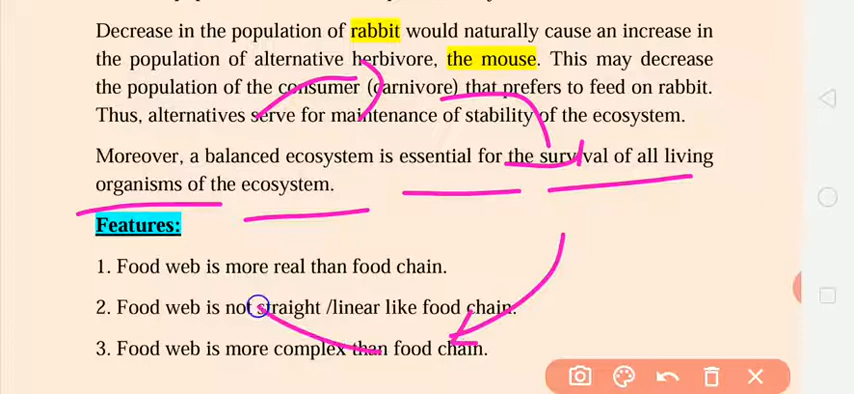 Decrease in the population of rabbit would naturally cause an increase in
the population of alternative herbivore, the mouse. This may decrease
the population of the consumer (carnivore) that prefers to feed on rabbit.
Thus, alternatives serve for maintenance of stability of the ecosystem.
Moreover, a balanced ecosystem is essential for the survival of all living
organisms of the ecosystem.
Features:
1. Food web is more real than food chain.
2. Food web is not straight /linear like food chain.
3. Food web is more complex than food chain.